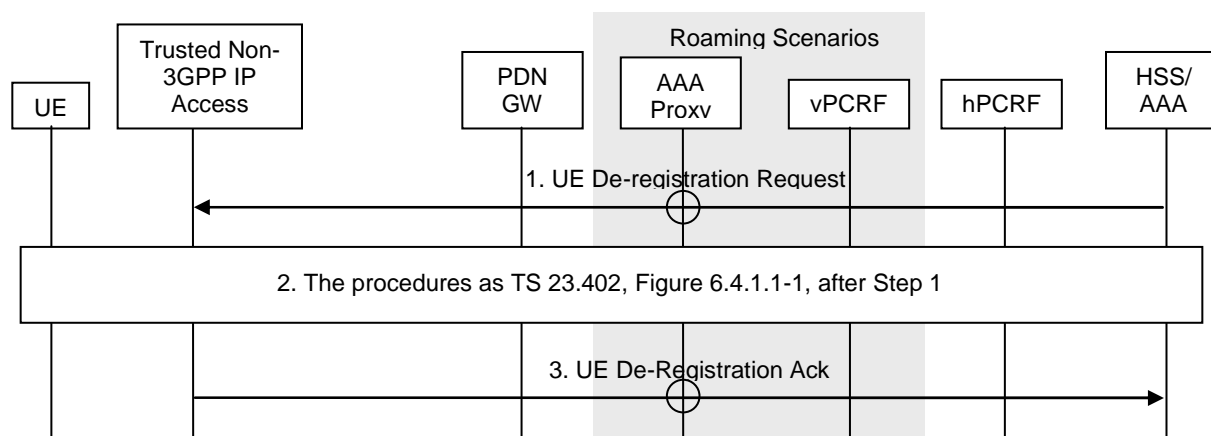 Roaming Scenarios
UE
Trusted Non-
3GPP IP
Access
PDN
GW
AAA
Proxy
vPCRF
hPCRF
HSS/
AAA
1. UE De-registration Request
2. The procedures as TS 23.402, Figure 6.4.1.1-1, after Step 1
3. UE De-Registration Ack